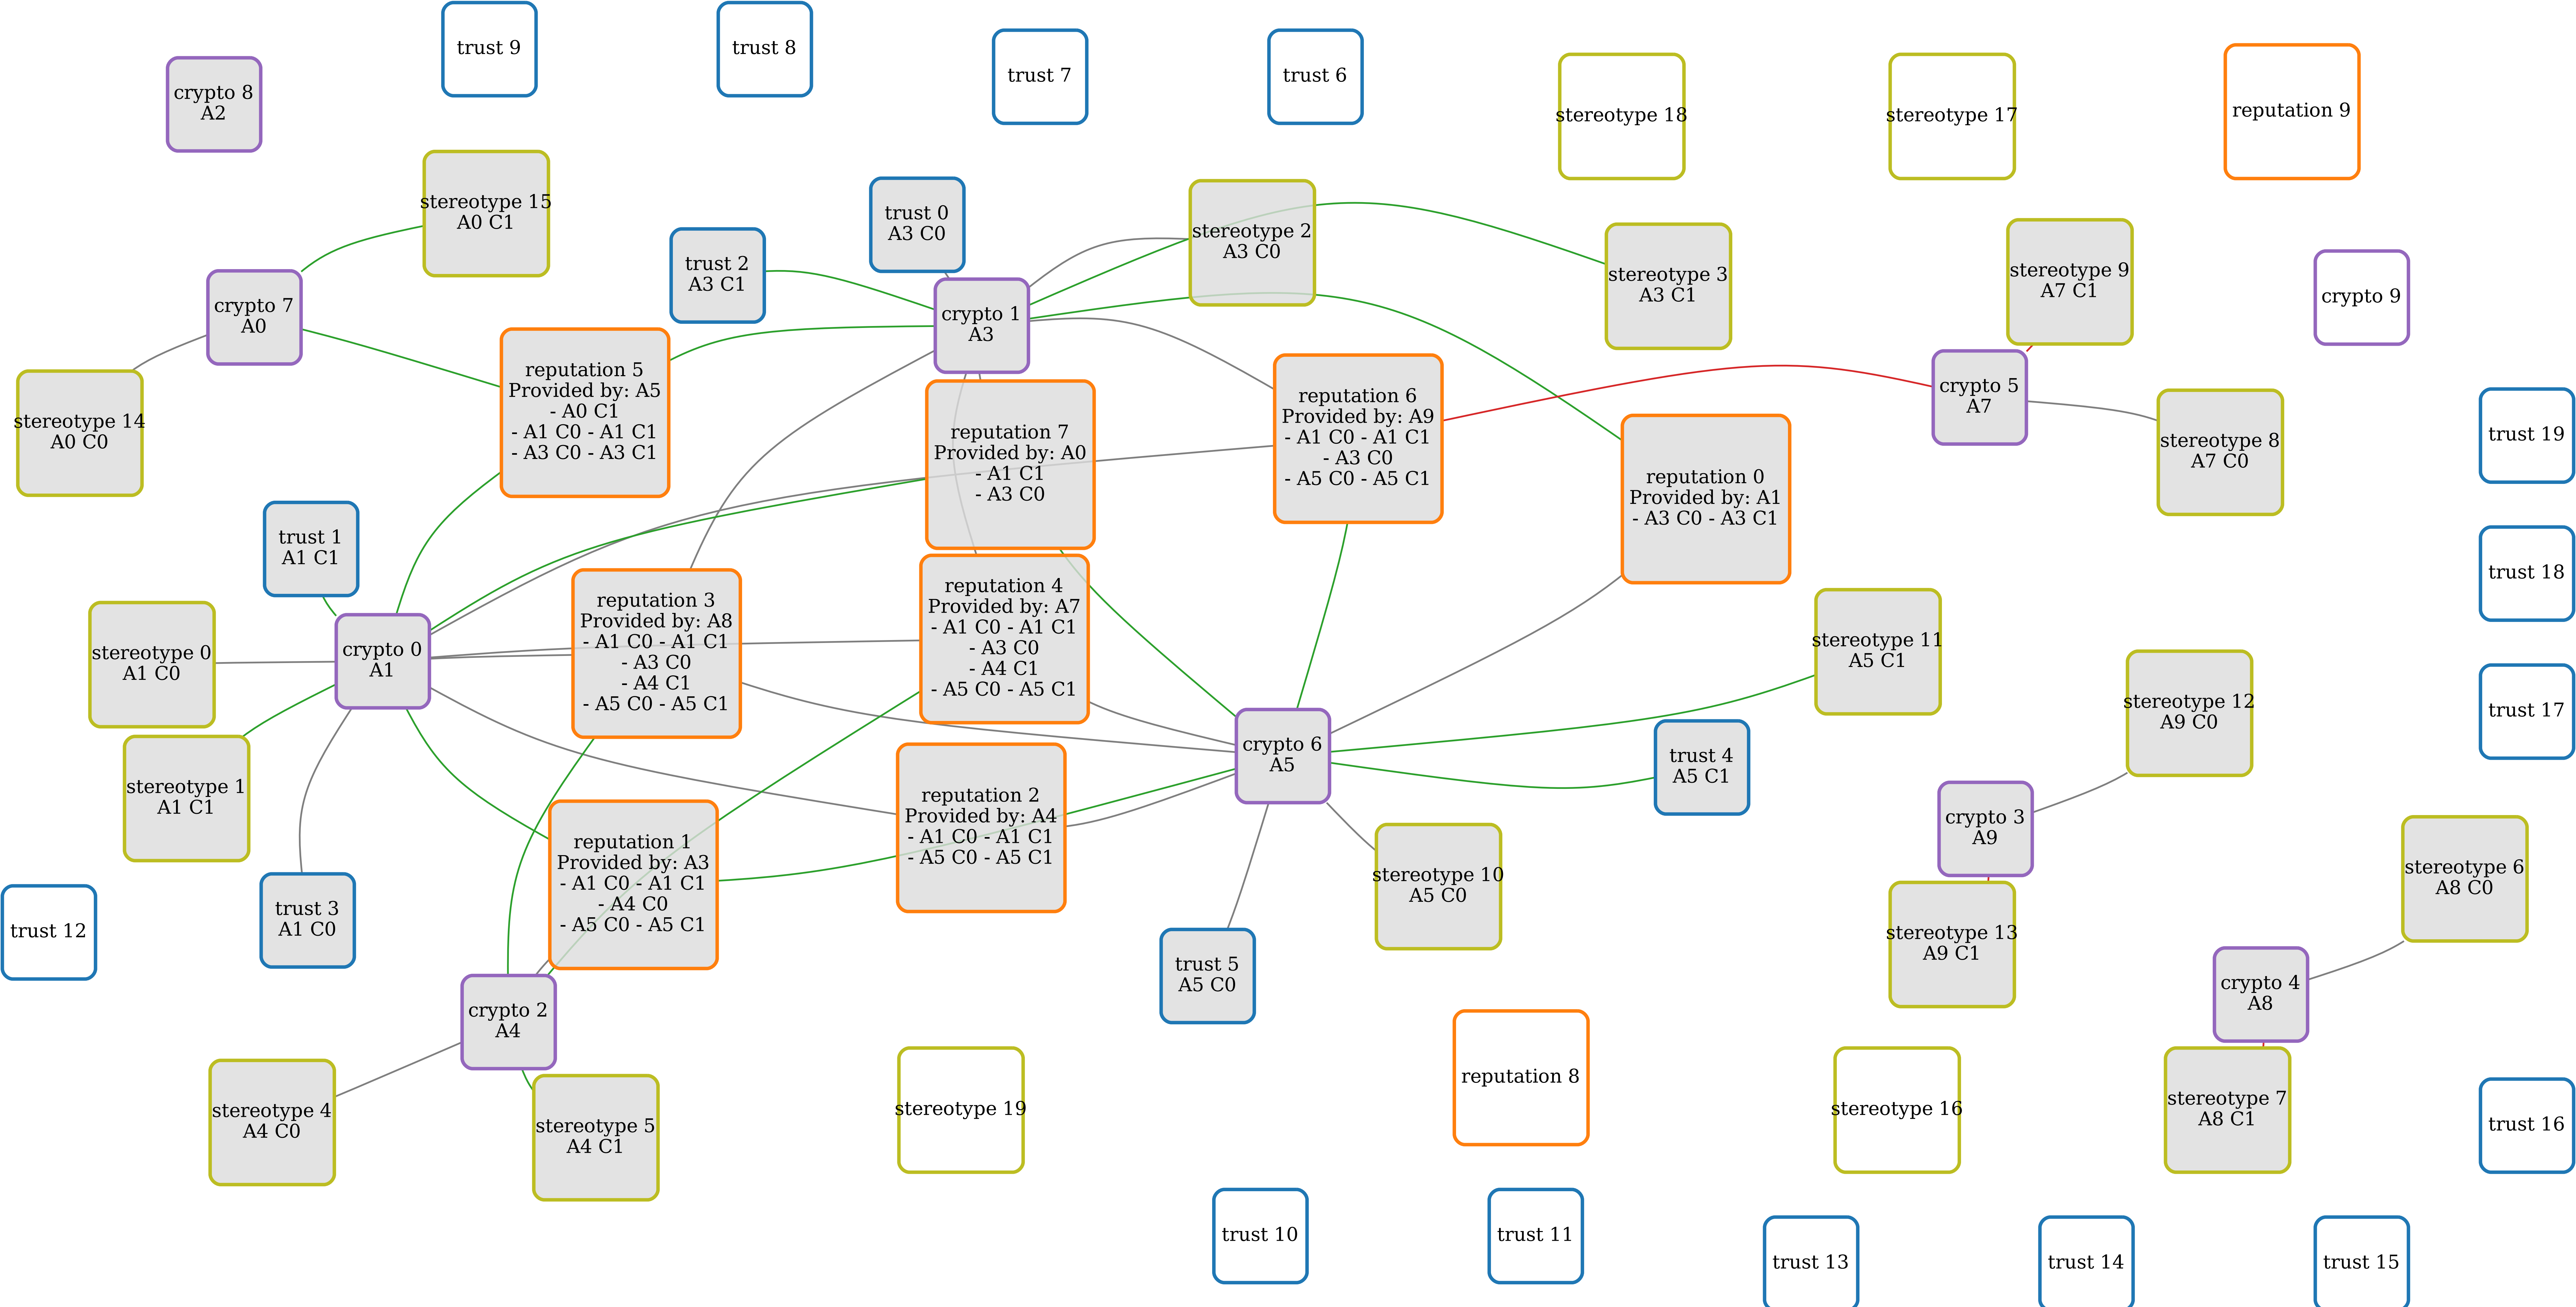 trust 9
trust 8
trust 7
trust 6
crypto 8
A2
stereotype 18
stereotype 17
reputation 9
stereotype 15
A0 C1
trust 0
A3 C0
stereotype 2
A3 C0
trust 2
A3 C1
stereotype 3
A3 C1
stereotype 9
A7 C1
crypto 9
crypto 7
A0
crypto 1
A3
reputation 5
Provided by: A5
- A0 C1
- A1 C0 - A1 C1
- A3 C0 - A3 C1
reputation 6
Provided by: A9
- A1 C0 - A1 C1
- A3 C0
- A5 C0 - A5 C1
crypto 5
A7
stereotype 14
A0 C0
reputation 7
Provided by: A0
- A1 C1
- A3 C0
stereotype 8
A7 C0
trust 19
reputation 0
Provided by: A1
- A3 C0 - A3 C1
trust 1
A1 C1
trust 18
reputation 3
Provided by: A8
- A1 C0 - A1 C1
- A3 C0
- A4 C1
- A5 C0 - A5 C1
reputation 4
Provided by: A7
- A1 C0 - A1 C1
- A3 C0
- A4 C1
- A5 C0 - A5 C1
stereotype 0
A1 C0
crypto 0
A1
stereotype 11
A5 C1
stereotype 12
A9 C0
trust 17
crypto 6
A5
trust 4
A5 C1
stereotype 1
A1 C1
reputation 2
Provided by: A4
- A1 C0 - A1 C1
- A5 C0 - A5 C1
crypto 3
A9
reputation 1
Provided by: A3
- A1 C0 - A1 C1
- A4 C0
- A5 C0 - A5 C1
stereotype 10
A5 C0
stereotype 6
A8 C0
trust 12
trust 3
A1 C0
stereotype 13
A9 C1
trust 5
A5 C0
crypto 4
A8
crypto 2
A4
reputation 8
stereotype 4
A4 C0
stereotype 5
A4 C1
stereotype 19
stereotype 16
stereotype 7
A8 C1
trust 16
trust 10
trust 11
trust 13
trust 14
trust 15